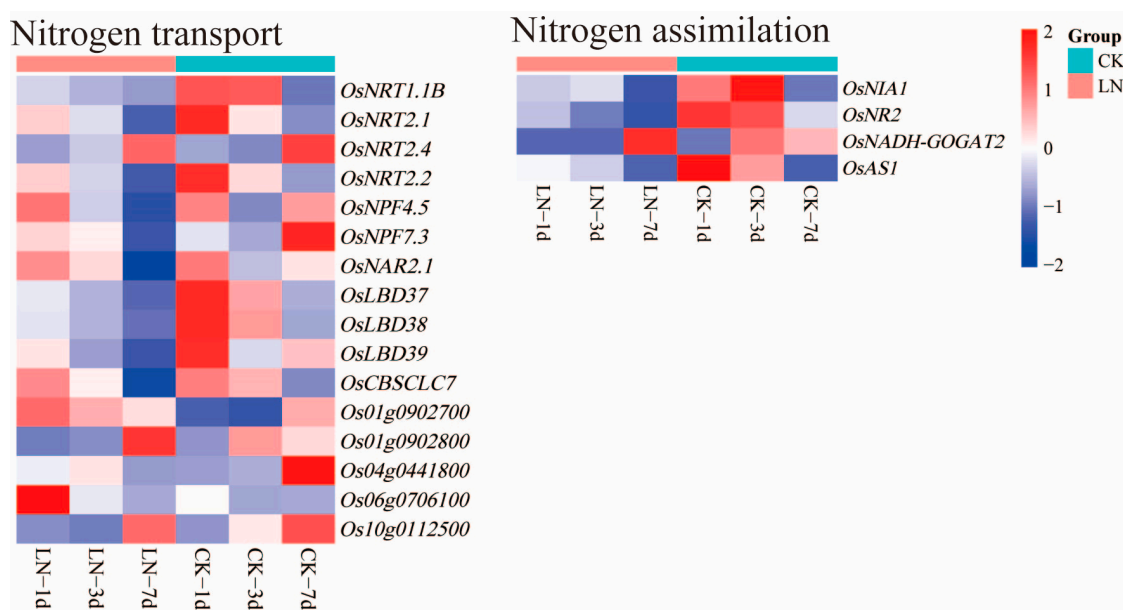 Nitrogen transport
OsNRT1.1B
OsNRT2.1
OsNRT2.4
OsNRT2.2
OsNPF4.5
OsNPF7.3
OsNAR2.1
OsLBD37
OsLBD38
OsLBD39
OsCBSCLC7
Os01g0902700
Os01g0902800
Os04g0441800
Os06g0706100
Os10g0112500
LN−1d
LN−3d
LN−7d
CK−1d
CK−3d
CK−7d
Nitrogen assimilation
OsNIA1
OsNR2
OsNADH-GOGAT2
OsAS1
LN−1d
LN−3d
LN−7d
CK−1d
CK−3d
CK−7d
2
1
0
−1
−2
Group
CK
LN